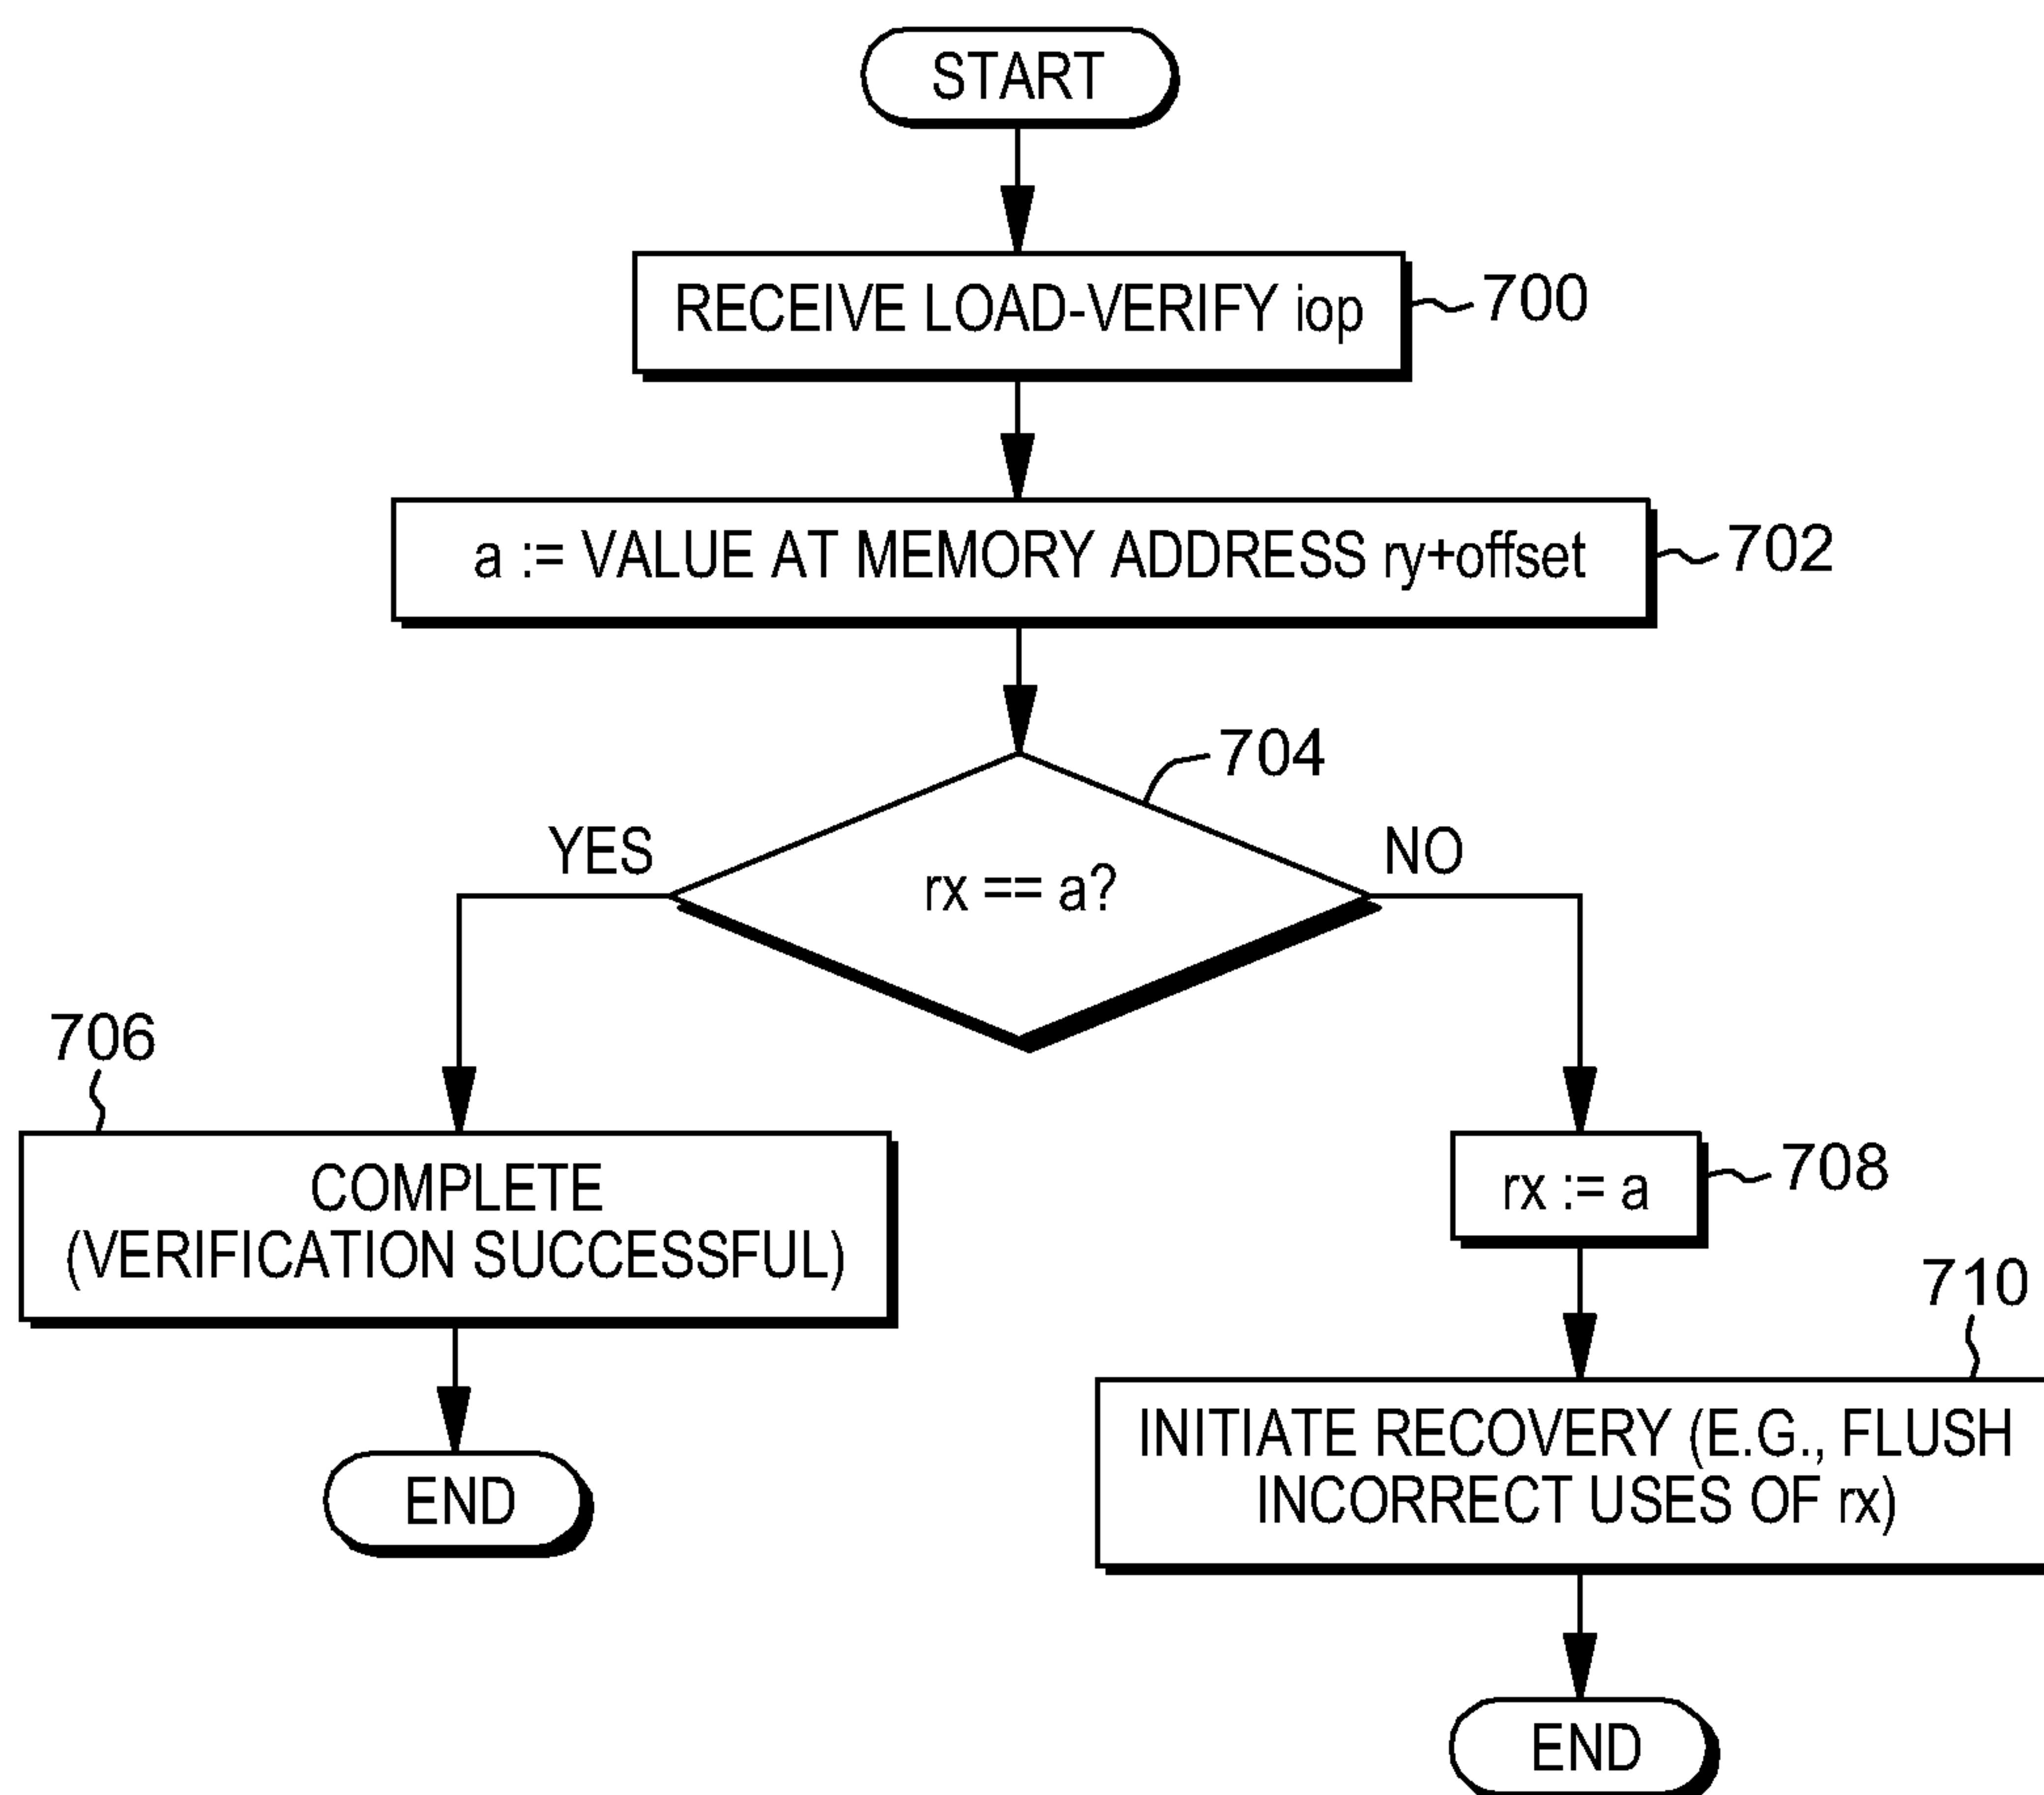 START
RECEIVE LOAD-VERIFY iop
700
a := VALUE AT MEMORY ADDRESS ry+offset
702
704
YES
NO
rx == a?
706
COMPLETE
(VERIFICATION SUCCESSFUL)
rx := a
708
710
INITIATE RECOVERY (E.G., FLUSH
INCORRECT USES OF rx)
END
END